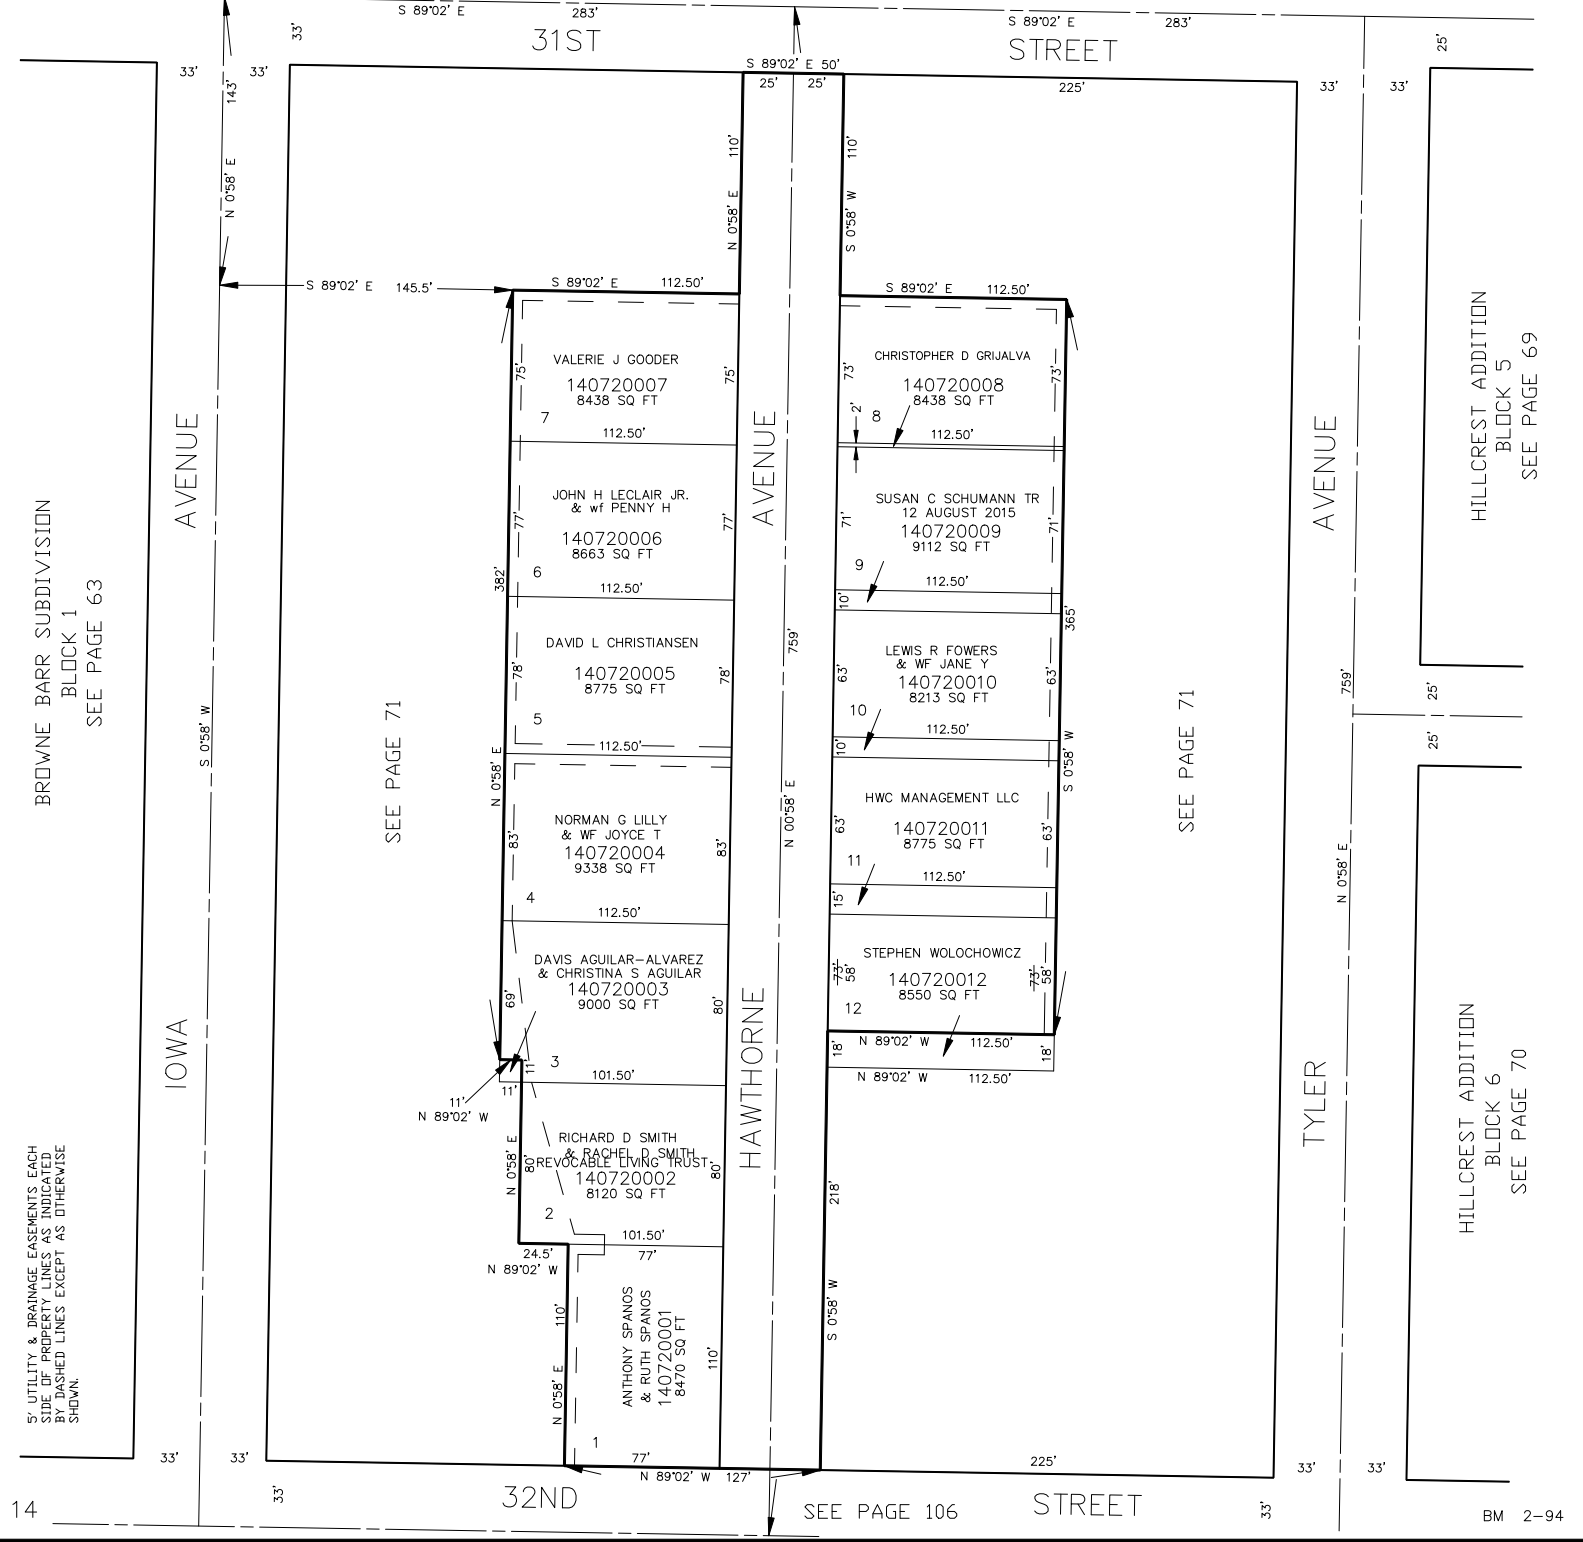 S 89°02' E 283'
S 89°02' E 283'
33'
31ST STREET
25'
33' 33'
143'
N 0°58' E
S 89°02' E 50'
25' 25'
225'
33' 33'
110'
N 0°58' E
110'
S 0°58' W
S 89°02' E 145.5'
S 89°02' E 112.50'
S 89°02' E 112.50'
VALERIE J GOODER
140720007
8438 SQ FT
75' 75'
7
112.50'
CHRISTOPHER D GRIJALVA
140720008
8438 SQ FT
73' 73'
2'
8
112.50'
JOHN H LECLAIR JR.
& wf PENNY H
140720006
8663 SQ FT
77' 77'
6
112.50'
SUSAN C SCHUMANN TR
12 AUGUST 2015
140720009
9112 SQ FT
71' 71'
9
112.50'
10'
382'
365'
DAVID L CHRISTIANSEN
140720005
8775 SQ FT
78' 78'
5
112.50'
LEWIS R FOWERS
& WF JANE Y
140720010
8213 SQ FT
63' 63'
10
112.50'
10'
N 0°58' E
S 0°58' W
NORMAN G LILLY
& WF JOYCE T
140720004
9338 SQ FT
83' 83'
4
112.50'
HWC MANAGEMENT LLC
140720011
8775 SQ FT
63' 63'
11
112.50'
15'
DAVIS AGUILAR-ALVAREZ
& CHRISTINA S AGUILAR
140720003
9000 SQ FT
69' 80'
3
11'
101.50'
11'
11'
N 89°02' W
STEPHEN WOLOCHOWICZ
140720012
8550 SQ FT
73' 58' 73' 58'
12
N 89°02' W 112.50'
18' 18'
N 89°02' W 112.50'
RICHARD D SMITH
& RACHEL D SMITH
REVOCABLE LIVING TRUST
140720002
8120 SQ FT
N 0°58' E
80' 80'
2
101.50'
24.5' 77'
N 89°02' W
ANTHONY SPANOS
& RUTH SPANOS
140720001
8470 SQ FT
110'
N 0°58' E
110'
1
77'
N 89°02' W 127'
218'
S 0°58' W
HAWTHORNE AVENUE
759'
N 00°58' E
IOWA AVENUE
S 0°58' W
TYLER AVENUE
759'
N 0°58' E
25'
25'
SEE PAGE 71
SEE PAGE 71
BROWNE BARR SUBDIVISION
BLOCK 1
SEE PAGE 63
HILLCREST ADDITION
BLOCK 5
SEE PAGE 69
HILLCREST ADDITION
BLOCK 6
SEE PAGE 70
5' UTILITY & DRAINAGE EASEMENTS EACH
SIDE OF PROPERTY LINES AS INDICATED
BY DASHED LINES EXCEPT AS OTHERWISE
SHOWN.
33' 33'
225'
33' 33'
33'
32ND STREET
33'
14
SEE PAGE 106
BM 2-94